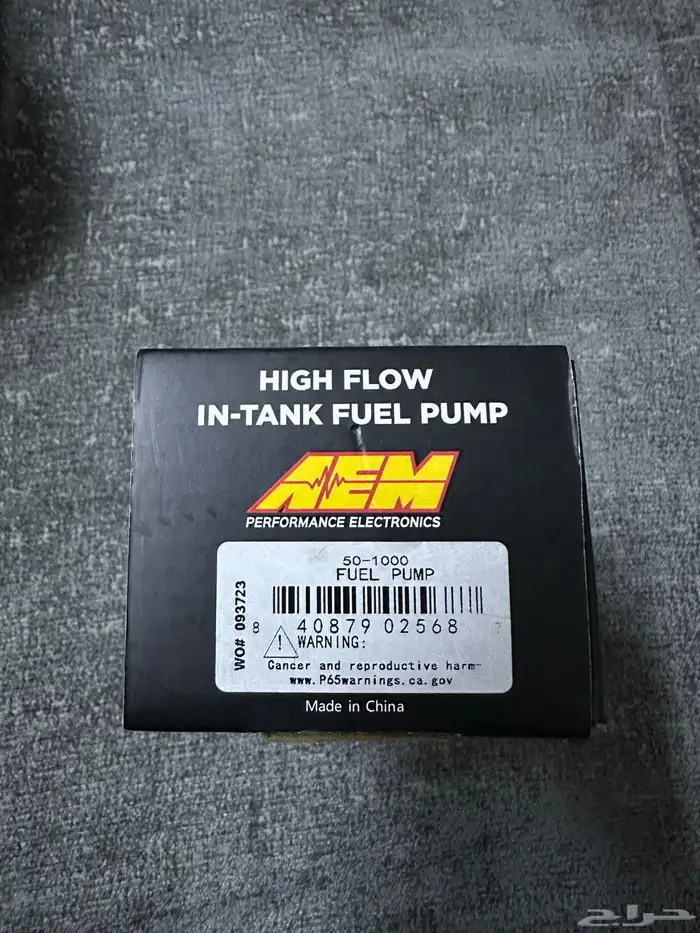 HIGH FLOW
IN-TANK FUEL PUMP
AEM
PERFORMANCE ELECTRONICS
50-1000
FUEL PUMP
8 40879 02568 7
WO# 093723
WARNING:
Cancer and reproductive harm-
www.P65warnings.ca.gov
Made in China
حراج